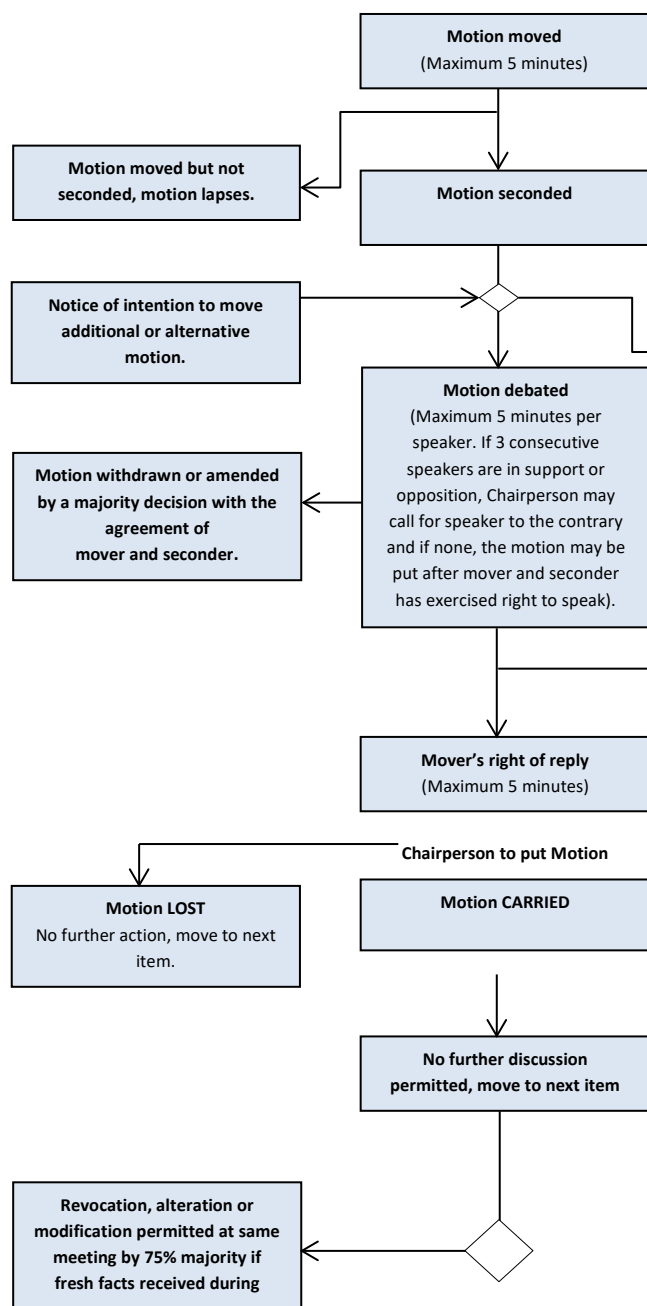 Motion moved
(Maximum 5 minutes)
Motion moved but not
seconded, motion lapses.
Motion seconded
Notice of intention to move
additional or alternative
motion.
Motion debated
(Maximum 5 minutes per
speaker. If 3 consecutive
speakers are in support or
opposition, Chairperson may
call for speaker to the contrary
and if none, the motion may be
put after mover and seconder
has exercised right to speak).
Motion withdrawn or amended
by a majority decision with the
agreement of
mover and seconder.
Mover’s right of reply
(Maximum 5 minutes)
Chairperson to put Motion
Motion LOST
No further action, move to next
item.
Motion CARRIED
No further discussion
permitted, move to next item
Revocation, alteration or
modification permitted at same
meeting by 75% majority if
fresh facts received during